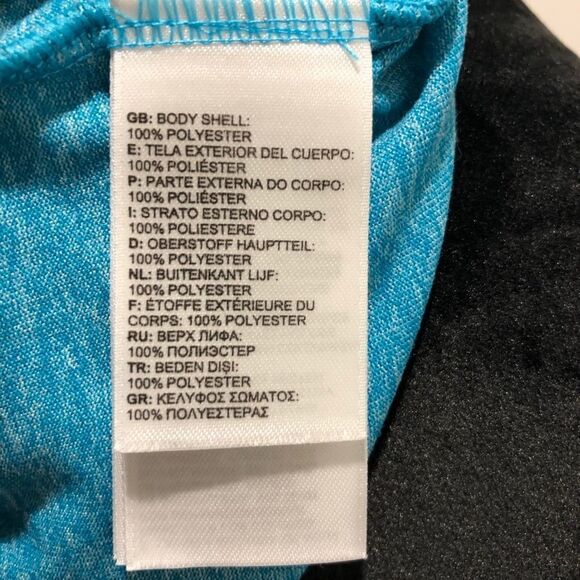 GB: BODY SHELL:
100% POLYESTER
E: TELA EXTERIOR DEL CUERPO:
100% POLIÉSTER
P: PARTE EXTERNA DO CORPO:
100% POLIÉSTER
I: STRATO ESTERNO CORPO:
100% POLIESTERE
D: OBERSTOFF HAUPTTEIL:
100% POLYESTER
NL: BUITENKANT LIJF:
100% POLYESTER
F: ÉTOFFE EXTÉRIEURE DU
CORPS: 100% POLYESTER
RU: ВЕРХ ЛИФА:
100% ПОЛИЭСТЕР
TR: BEDEN DIŞI:
100% POLYESTER
GR: ΚΕΛΥΦΟΣ ΣΩΜΑΤΟΣ:
100% ΠΟΛΥΕΣΤΕΡΑΣ